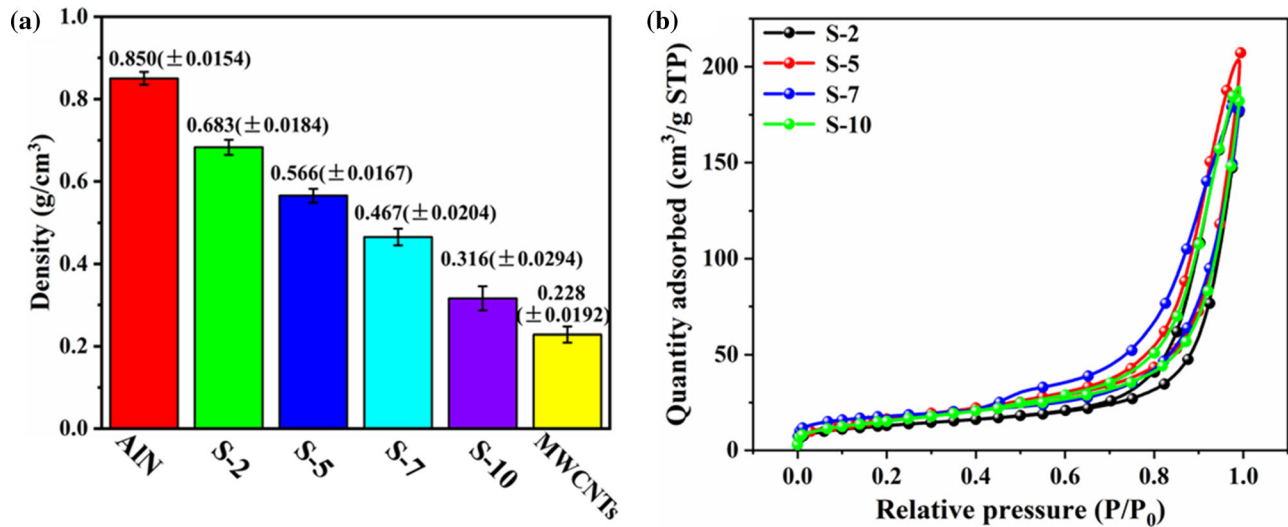 (a)
1.0
0.8
0.6
0.4
0.2
0.0
Density (g/cm³)
0.850(±0.0154)
0.683(±0.0184)
0.566(±0.0167)
0.467(±0.0204)
0.316(±0.0294)
0.228
(±0.0192)
AlN
S-2
S-5
S-7
S-10
MWCNTs
(b)
S-2
S-5
S-7
S-10
200
150
100
50
0
Quantity adsorbed (cm³/g STP)
0.0 0.2 0.4 0.6 0.8 1.0
Relative pressure (P/P₀)